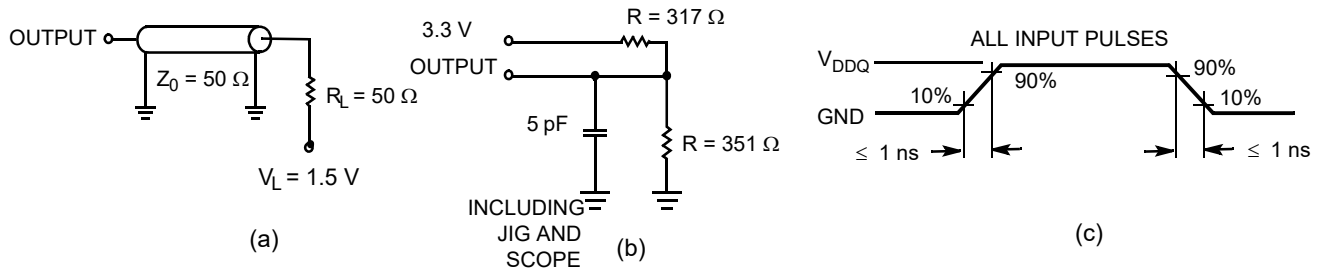 OUTPUT
Z0 = 50 Ω
RL = 50 Ω
VL = 1.5 V
(a)
R = 317 Ω
3.3 V
OUTPUT
5 pF
R = 351 Ω
INCLUDING
JIG AND
SCOPE
(b)
ALL INPUT PULSES
VDDQ
GND
10%
90%
90%
10%
≤ 1 ns
≤ 1 ns
(c)